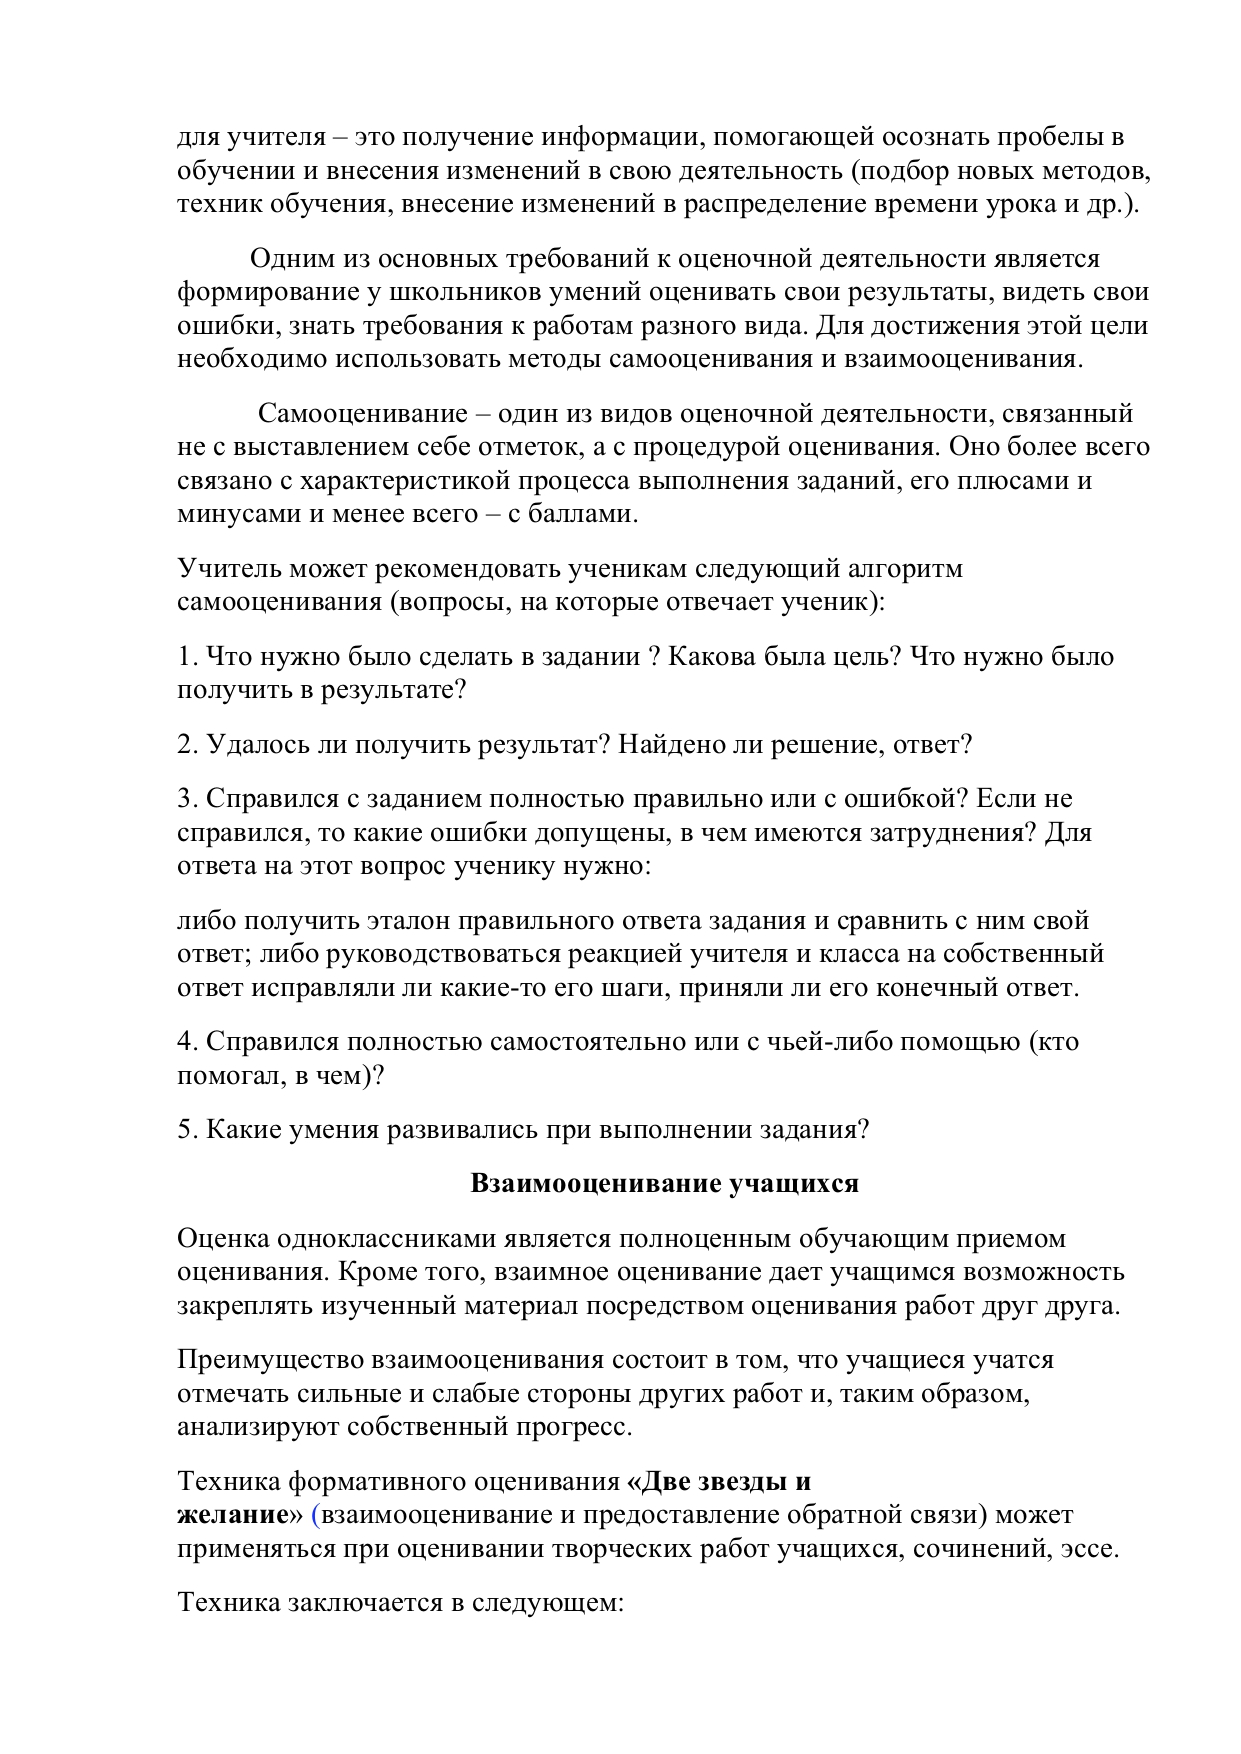 для учителя – это получение информации, помогающей осознать пробелы в
обучении и внесения изменений в свою деятельность (подбор новых методов,
техник обучения, внесение изменений в распределение времени урока и др.).
Одним из основных требований к оценочной деятельности является
формирование у школьников умений оценивать свои результаты, видеть свои
ошибки, знать требования к работам разного вида. Для достижения этой цели
необходимо использовать методы самооценивания и взаимооценивания.
Самооценивание – один из видов оценочной деятельности, связанный
не с выставлением себе отметок, а с процедурой оценивания. Оно более всего
связано с характеристикой процесса выполнения заданий, его плюсами и
минусами и менее всего – с баллами.
Учитель может рекомендовать ученикам следующий алгоритм
самооценивания (вопросы, на которые отвечает ученик):
1. Что нужно было сделать в задании ? Какова была цель? Что нужно было
получить в результате?
2. Удалось ли получить результат? Найдено ли решение, ответ?
3. Справился с заданием полностью правильно или с ошибкой? Если не
справился, то какие ошибки допущены, в чем имеются затруднения? Для
ответа на этот вопрос ученику нужно:
либо получить эталон правильного ответа задания и сравнить с ним свой
ответ; либо руководствоваться реакцией учителя и класса на собственный
ответ исправляли ли какие-то его шаги, приняли ли его конечный ответ.
4. Справился полностью самостоятельно или с чьей-либо помощью (кто
помогал, в чем)?
5. Какие умения развивались при выполнении задания?
Взаимооценивание учащихся
Оценка одноклассниками является полноценным обучающим приемом
оценивания. Кроме того, взаимное оценивание дает учащимся возможность
закреплять изученный материал посредством оценивания работ друг друга.
Преимущество взаимооценивания состоит в том, что учащиеся учатся
отмечать сильные и слабые стороны других работ и, таким образом,
анализируют собственный прогресс.
Техника формативного оценивания «Две звезды и
желание» (взаимооценивание и предоставление обратной связи) может
применяться при оценивании творческих работ учащихся, сочинений, эссе.
Техника заключается в следующем: